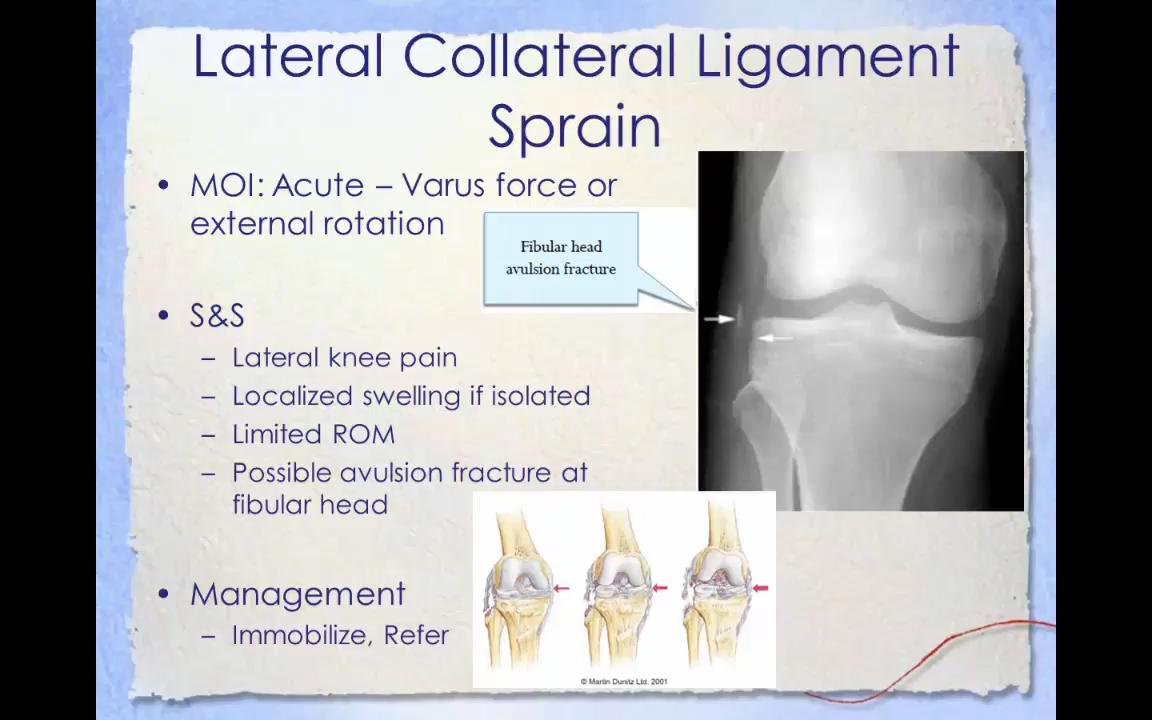 Lateral Collateral Ligament
Sprain
• MOI: Acute – Varus force or
external rotation
Fibular head
avulsion fracture
• S&S
– Lateral knee pain
– Localized swelling if isolated
– Limited ROM
– Possible avulsion fracture at
fibular head
• Management
– Immobilize, Refer
© Martin Dunitz Ltd. 2001